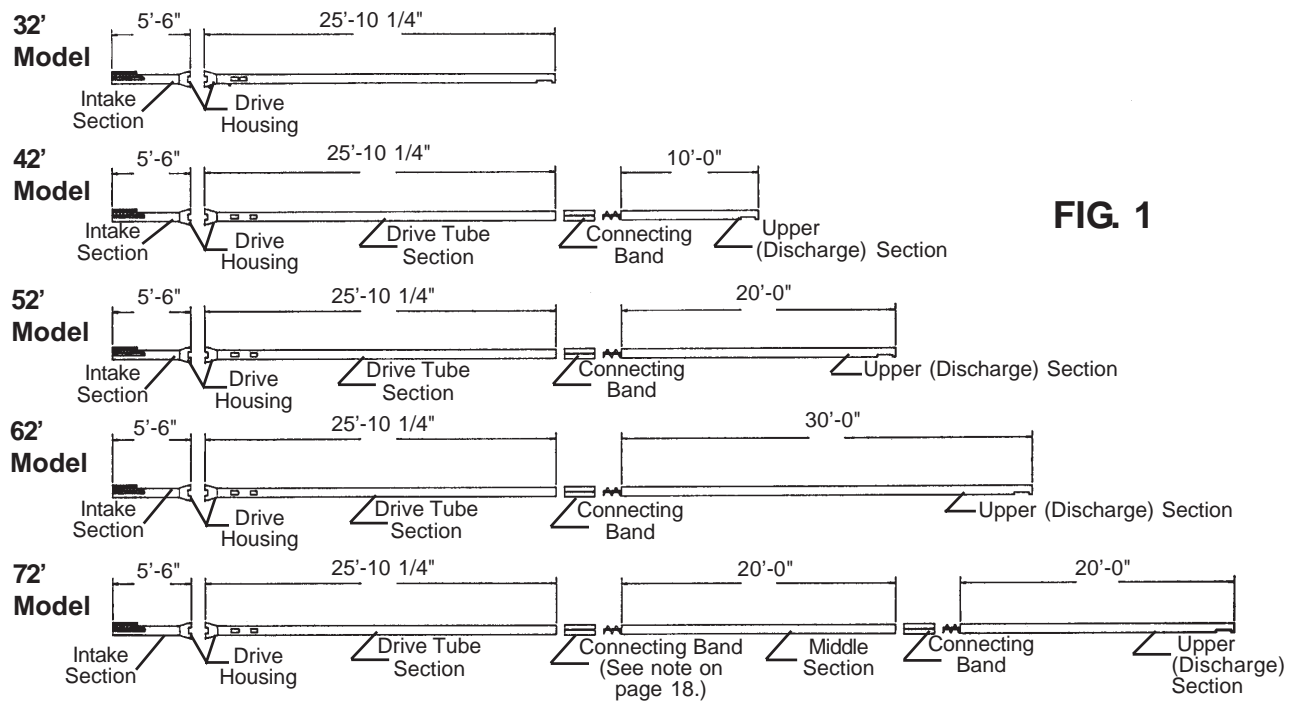 32'
Model
5'-6"
25'-10 1/4"
Intake
Section
Drive
Housing
42'
Model
5'-6"
25'-10 1/4"
10'-0"
Intake
Section
Drive
Housing
Drive Tube
Section
Connecting
Band
Upper
(Discharge) Section
FIG. 1
52'
Model
5'-6"
25'-10 1/4"
20'-0"
Intake
Section
Drive
Housing
Drive Tube
Section
Connecting
Band
Upper (Discharge) Section
62'
Model
5'-6"
25'-10 1/4"
30'-0"
Intake
Section
Drive
Housing
Drive Tube
Section
Connecting
Band
Upper (Discharge) Section
72'
Model
5'-6"
25'-10 1/4"
20'-0"
20'-0"
Intake
Section
Drive
Housing
Drive Tube
Section
Connecting Band
(See note on
page 18.)
Middle
Section
Connecting
Band
Upper
(Discharge)
Section